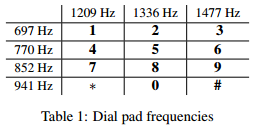 1209 Hz 1336 Hz 1477 Hz
697 Hz 1 2 3
770 Hz 4 5 6
852 Hz 7 8 9
941 Hz * 0 #
Table 1: Dial pad frequencies